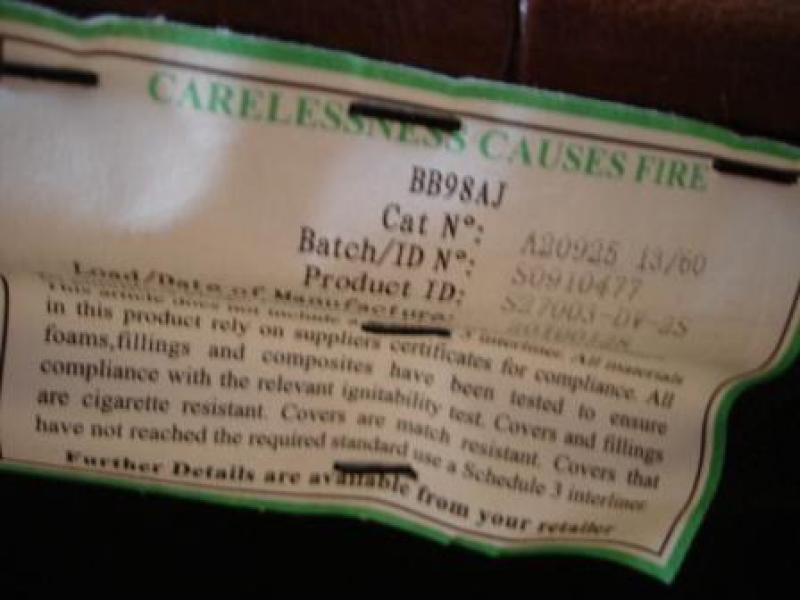 CARELESSNESS CAUSES FIRE
BB98AJ
Cat Nº: A20925 13/60
Batch/ID Nº: S0910477
Product ID: S27003-DV-2S
Load/Date of Manufacture:
This article does not include 3 interliner. All materials
in this product rely on suppliers certificates for compliance. All
foams,fillings and composites have been tested to ensure
compliance with the relevant ignitability test. Covers and fillings
are cigarette resistant. Covers are match resistant. Covers that
have not reached the required standard use a Schedule 3 interliner
Further Details are available from your retailer